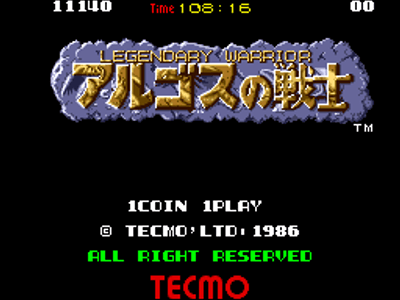 11140 Time 108:16 00
LEGENDARY WARRIOR
アルゴスの戦士
TM
1COIN 1PLAY
© TECMO,LTD. 1986
ALL RIGHT RESERVED
TECMO